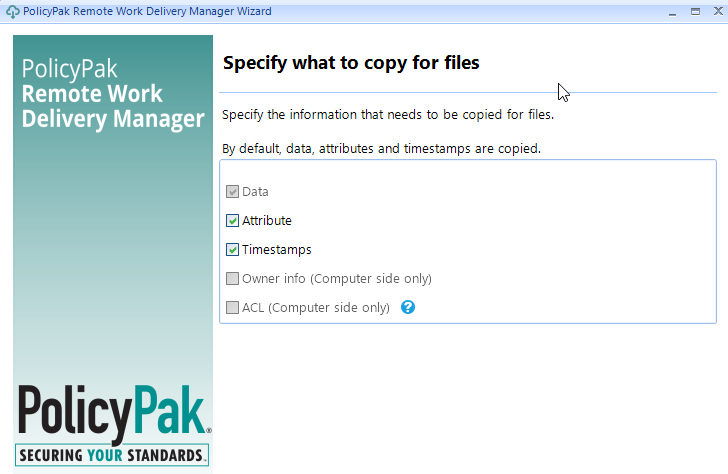 PolicyPak Remote Work Delivery Manager Wizard
PolicyPak
Remote Work
Delivery Manager
Specify what to copy for files
Specify the information that needs to be copied for files.
By default, data, attributes and timestamps are copied.
Data
Attribute
Timestamps
Owner info (Computer side only)
ACL (Computer side only) ?
PolicyPak®
SECURING YOUR STANDARDS.